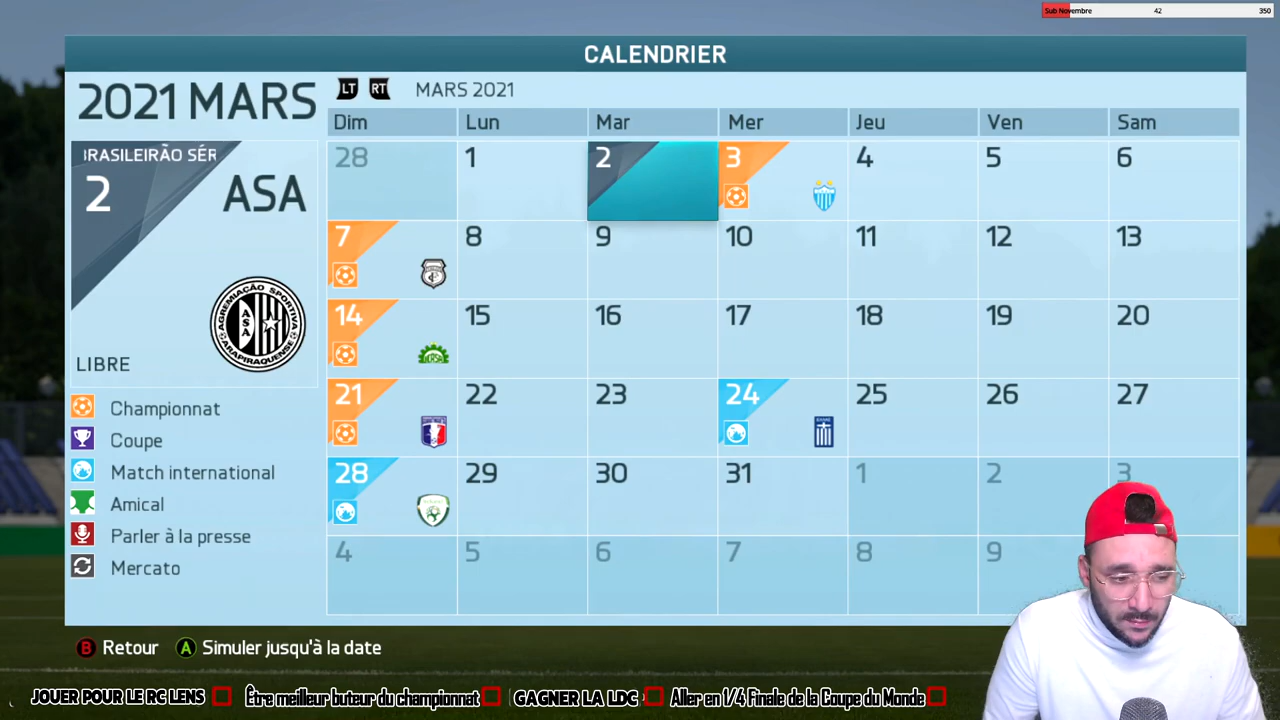 Sub Novembre 42 350
CALENDRIER
2021 MARS
LT RT MARS 2021
Dim Lun Mar Mer Jeu Ven Sam
28 1 2 3 4 5 6
7 8 9 10 11 12 13
14 15 16 17 18 19 20
21 22 23 24 25 26 27
28 29 30 31 1 2 3
4 5 6 7 8 9
BRASILEIRÃO SÉR
2 ASA
AGREMIAÇÃO SPORTIVA
ASA
ARAPIRAQUENSE
LIBRE
Championnat
Coupe
Match international
Amical
Parler à la presse
Mercato
B Retour A Simuler jusqu'à la date
JOUER POUR LE RC LENS Être meilleur buteur du championnat GAGNER LA LDC Aller en 1/4 Finale de la Coupe du Monde